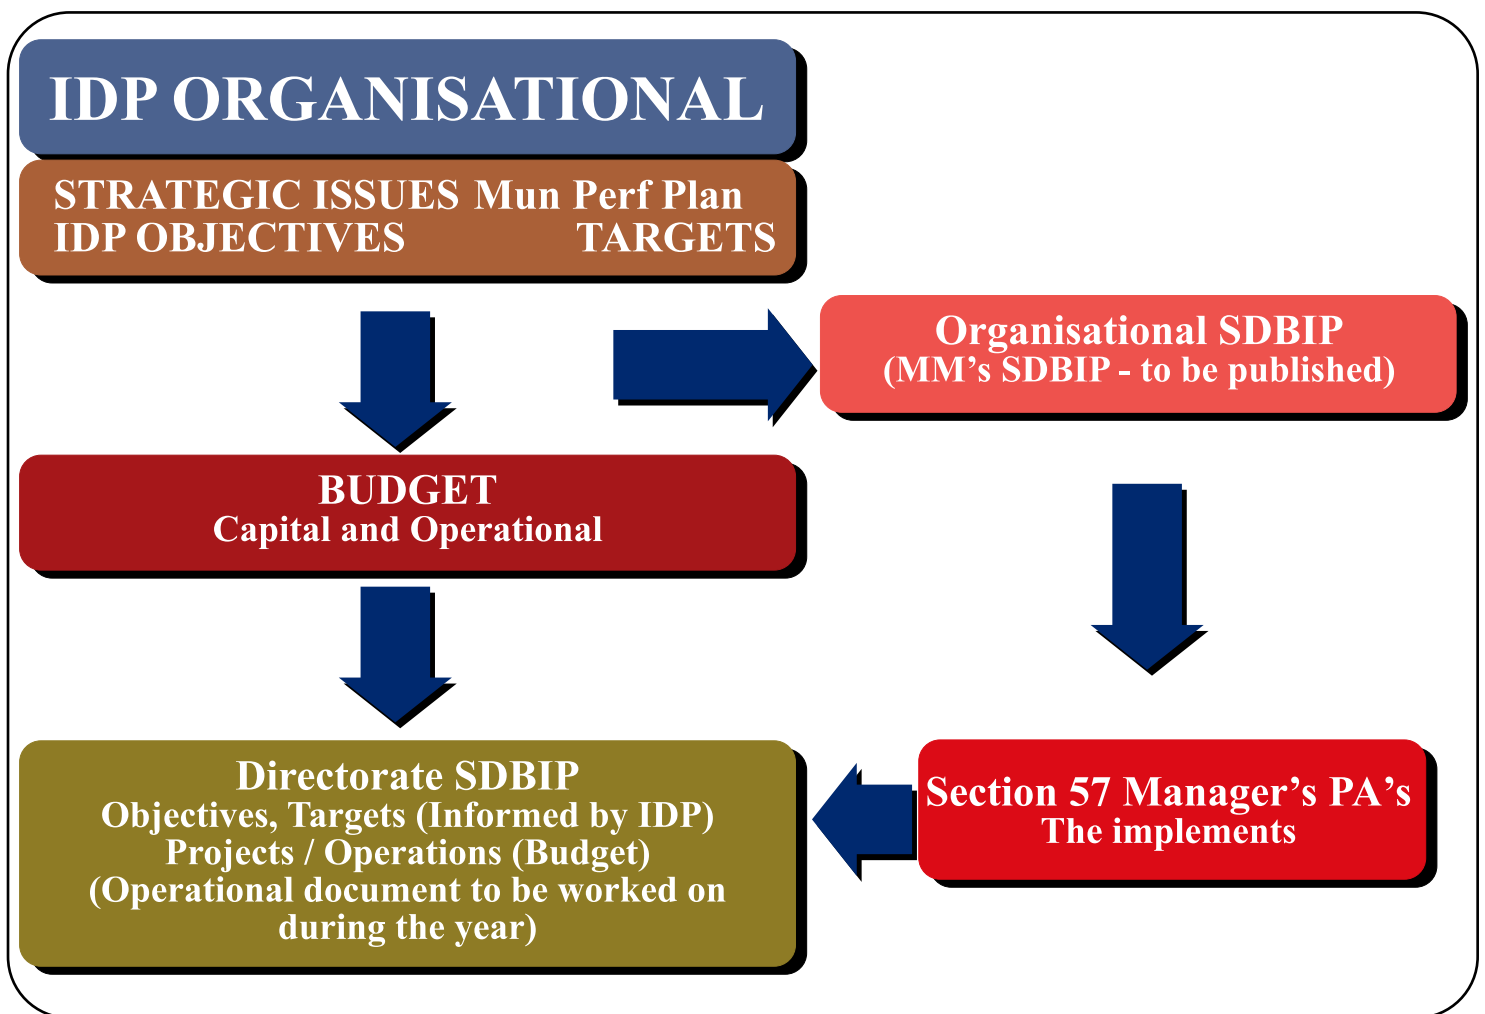 IDP ORGANISATIONAL
STRATEGIC ISSUES Mun Perf Plan
IDP OBJECTIVES TARGETS
Organisational SDBIP
(MM’s SDBIP - to be published)
BUDGET
Capital and Operational
Directorate SDBIP
Objectives, Targets (Informed by IDP)
Projects / Operations (Budget)
(Operational document to be worked on
during the year)
Section 57 Manager’s PA’s
The implements